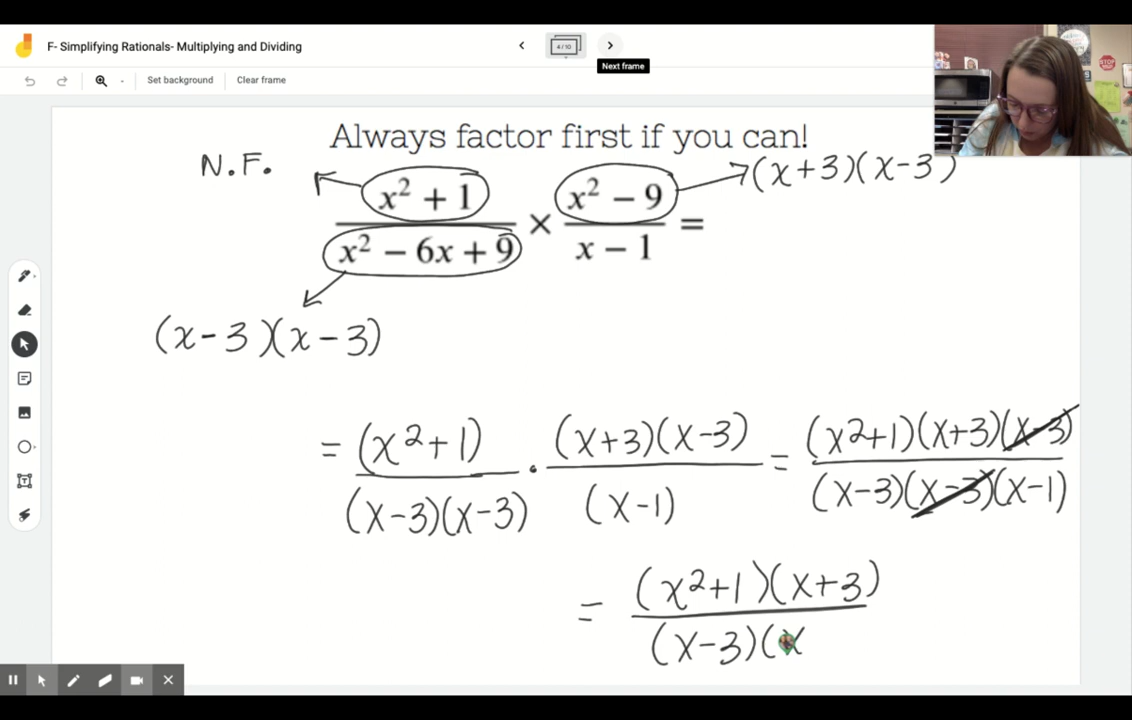 F- Simplifying Rationals- Multiplying and Dividing
4/10
Next frame
Set background
Clear frame
STOP
Always factor first if you can!
N.F.
(x+3)(x-3)
x² + 1 / x² − 6x + 9 × x² − 9 / x − 1 =
(x-3)(x-3)
= (x²+1) / (x-3)(x-3) · (x+3)(x-3) / (x-1) = (x²+1)(x+3)(x-3) / (x-3)(x-3)(x-1)
= (x²+1)(x+3) / (x-3)(x